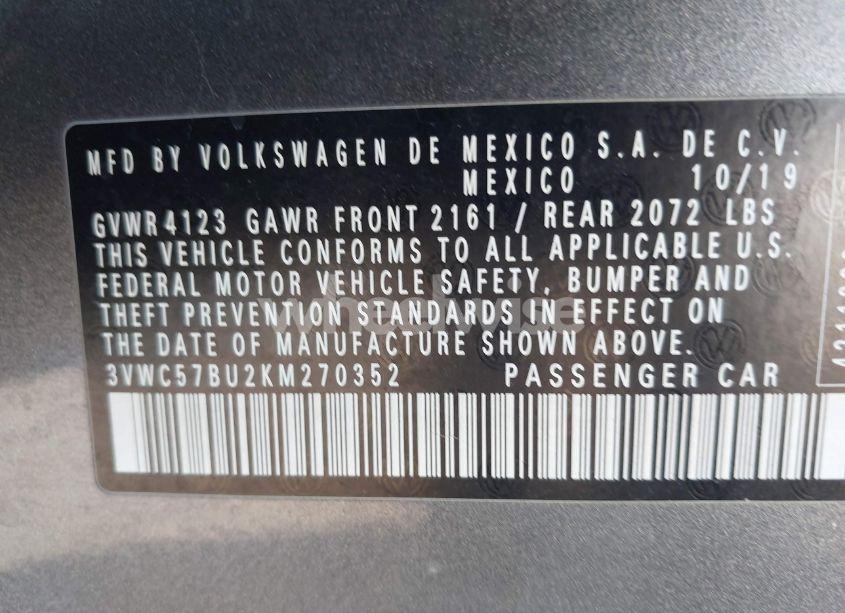 MFD BY VOLKSWAGEN DE MEXICO S.A. DE C.V.
MEXICO 10/19
GVWR4123 GAWR FRONT 2161 / REAR 2072 LBS
THIS VEHICLE CONFORMS TO ALL APPLICABLE U.S.
FEDERAL MOTOR VEHICLE SAFETY, BUMPER AND
THEFT PREVENTION STANDARDS IN EFFECT ON
THE DATE OF MANUFACTURE SHOWN ABOVE.
3VWC57BU2KM270352 PASSENGER CAR
wheelwise